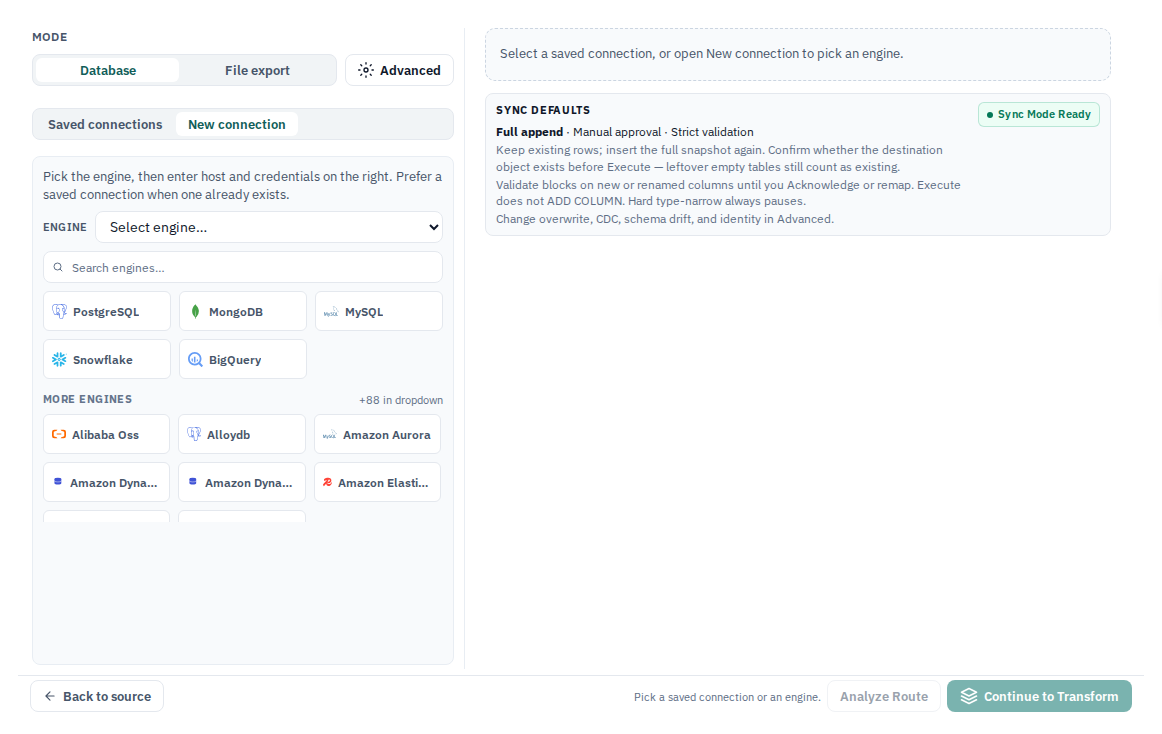 MODE
Database
File export
Advanced
Saved connections
New connection
Pick the engine, then enter host and credentials on the right. Prefer a
saved connection when one already exists.
ENGINE
Select engine...
Search engines...
PostgreSQL
MongoDB
MySQL
Snowflake
BigQuery
MORE ENGINES
+88 in dropdown
Alibaba Oss
Alloydb
Amazon Aurora
Amazon Dyna...
Amazon Dyna...
Amazon Elasti...
Select a saved connection, or open New connection to pick an engine.
SYNC DEFAULTS
Sync Mode Ready
Full append · Manual approval · Strict validation
Keep existing rows; insert the full snapshot again. Confirm whether the destination
object exists before Execute — leftover empty tables still count as existing.
Validate blocks on new or renamed columns until you Acknowledge or remap. Execute
does not ADD COLUMN. Hard type-narrow always pauses.
Change overwrite, CDC, schema drift, and identity in Advanced.
Back to source
Pick a saved connection or an engine.
Analyze Route
Continue to Transform